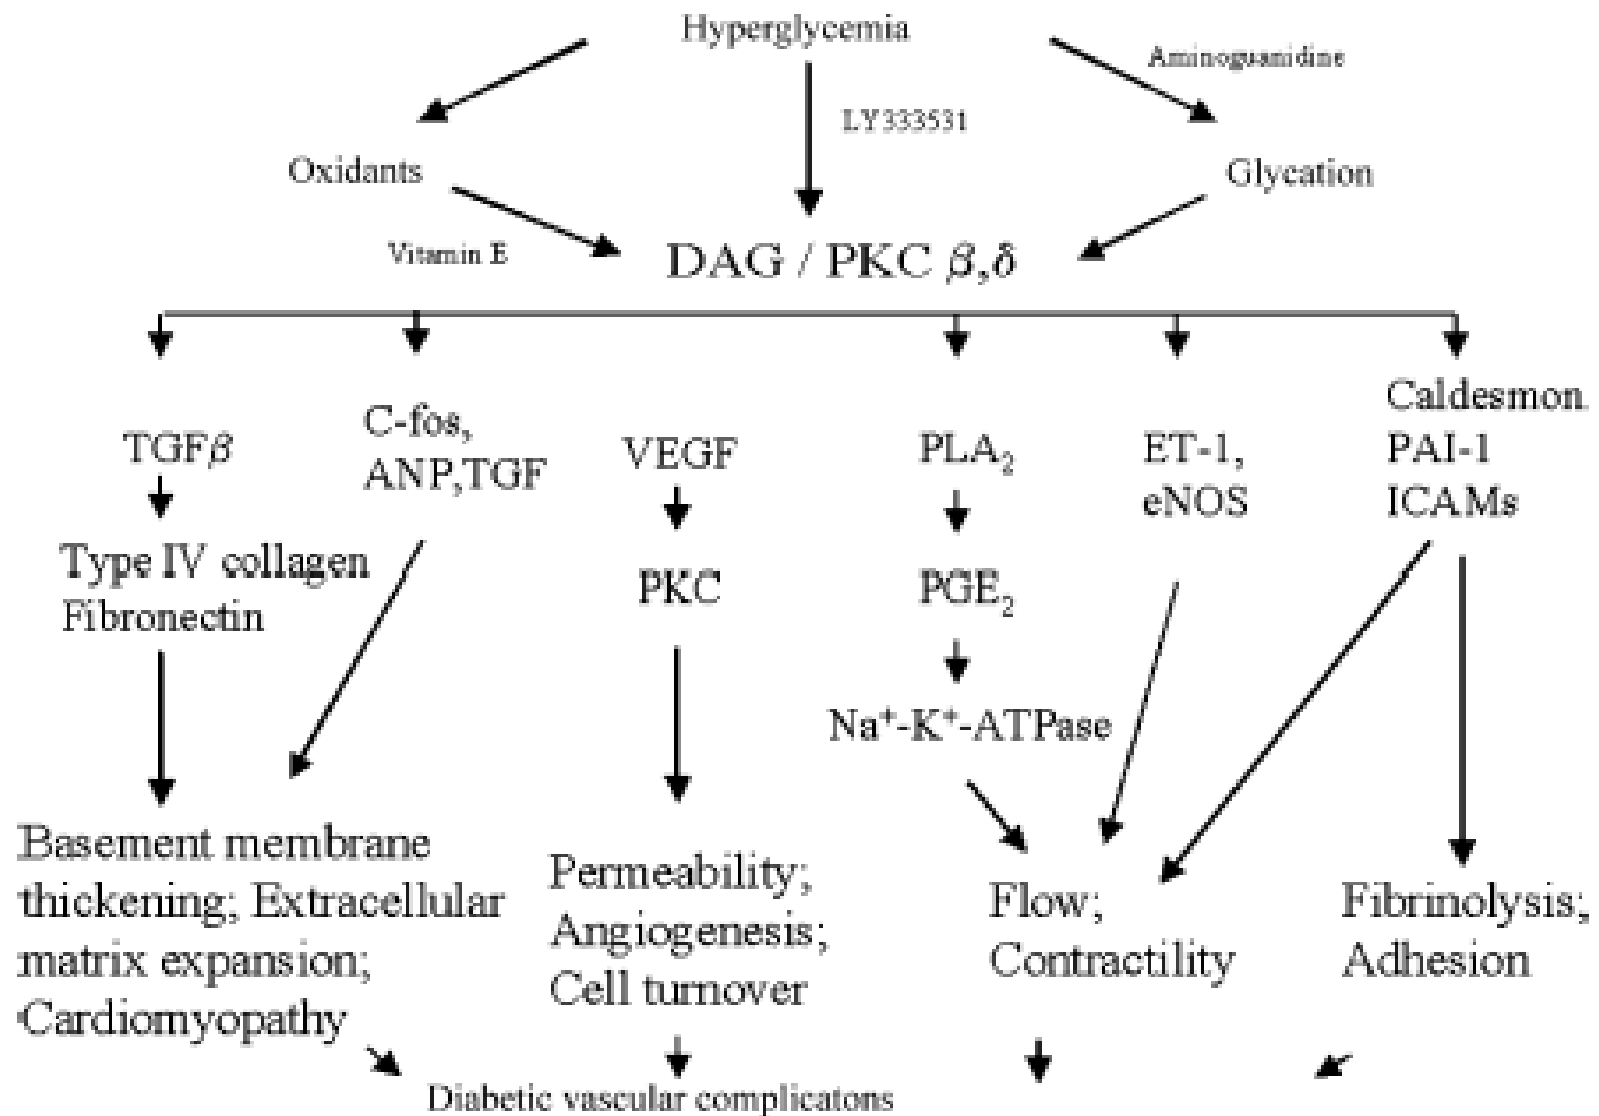 Hyperglycemia
Aminoguanidine
LY333531
Oxidants
Glycation
Vitamin E
DAG / PKC β,δ
TGFβ
C-fos,
ANP,TGF
VEGF
PLA₂
ET-1,
eNOS
Caldesmon
PAI-1
ICAMs
Type IV collagen
Fibronectin
PKC
PGE₂
Na⁺-K⁺-ATPase
Basement membrane
thickening; Extracellular
matrix expansion;
Cardiomyopathy
Permeability;
Angiogenesis;
Cell turnover
Flow;
Contractility
Fibrinolysis;
Adhesion
Diabetic vascular complicatons